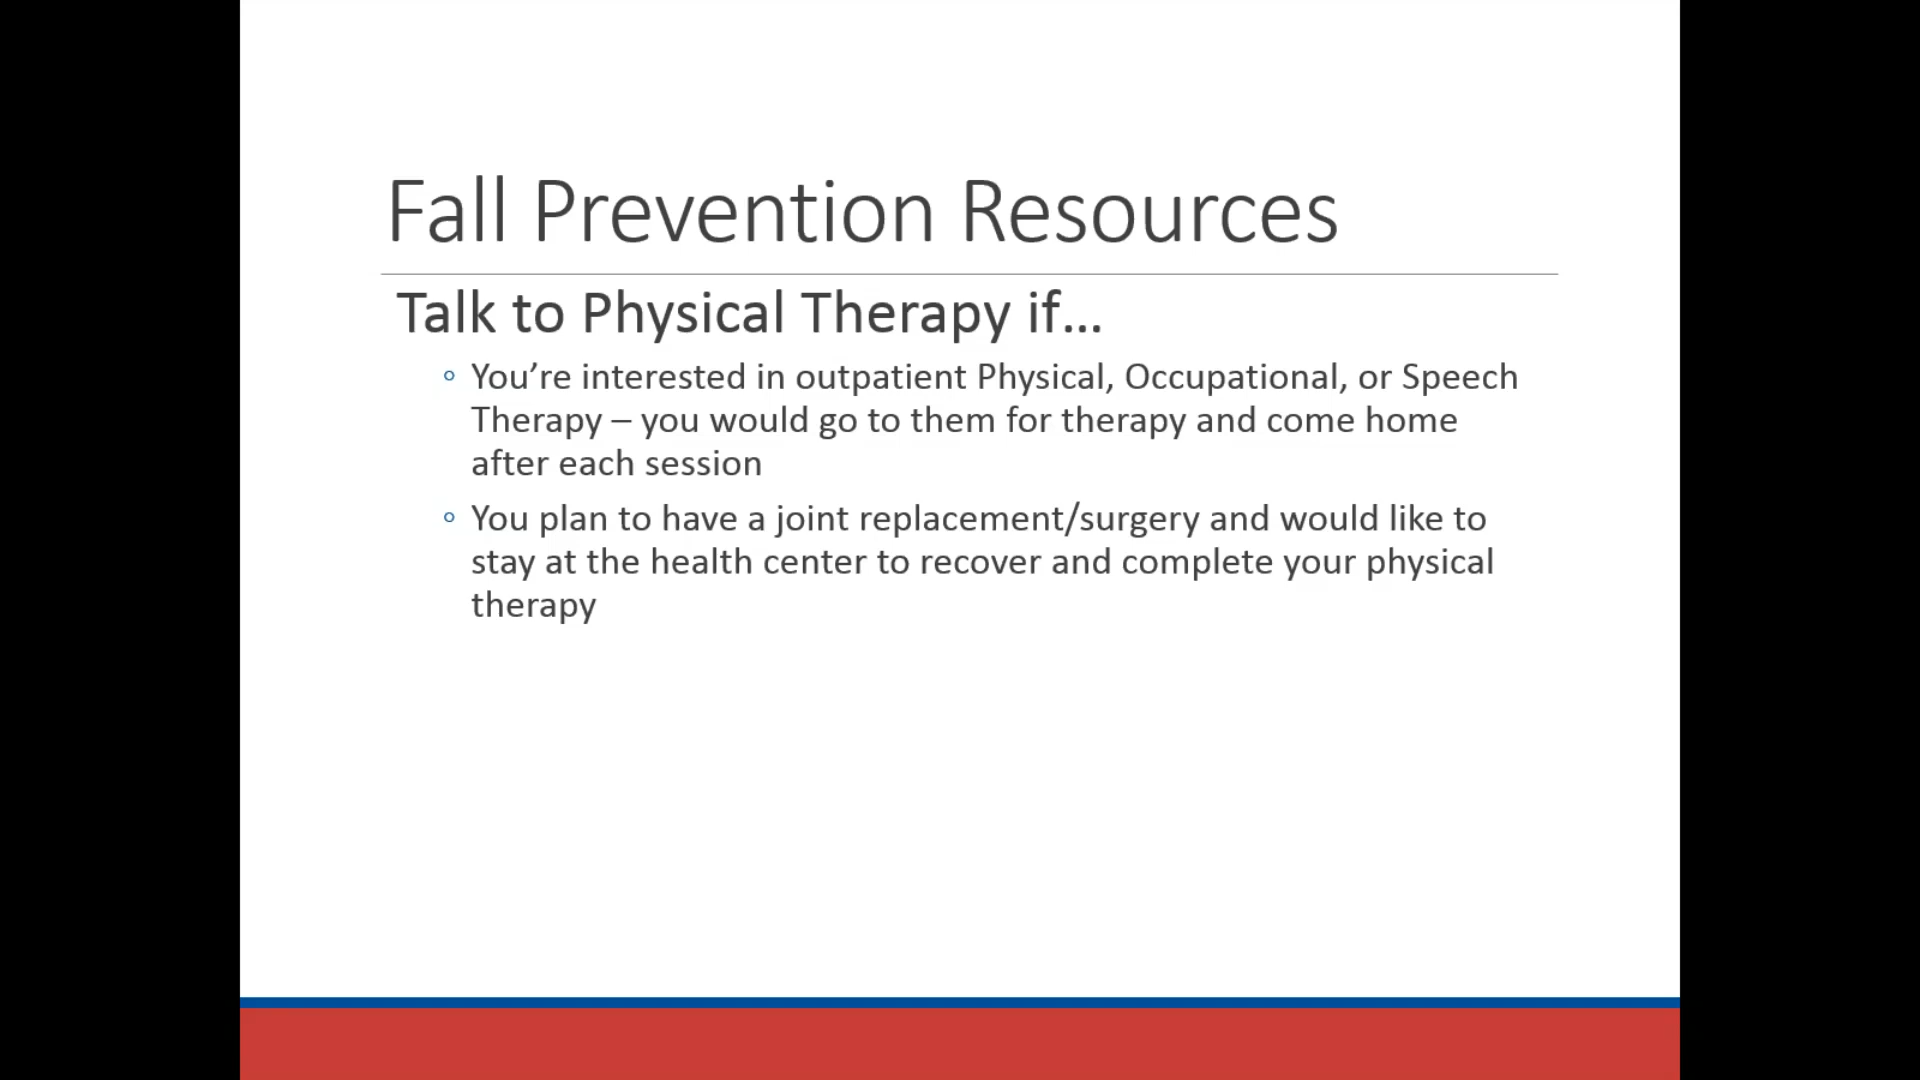 Fall Prevention Resources
Talk to Physical Therapy if...
◦ You’re interested in outpatient Physical, Occupational, or Speech
Therapy – you would go to them for therapy and come home
after each session
◦ You plan to have a joint replacement/surgery and would like to
stay at the health center to recover and complete your physical
therapy